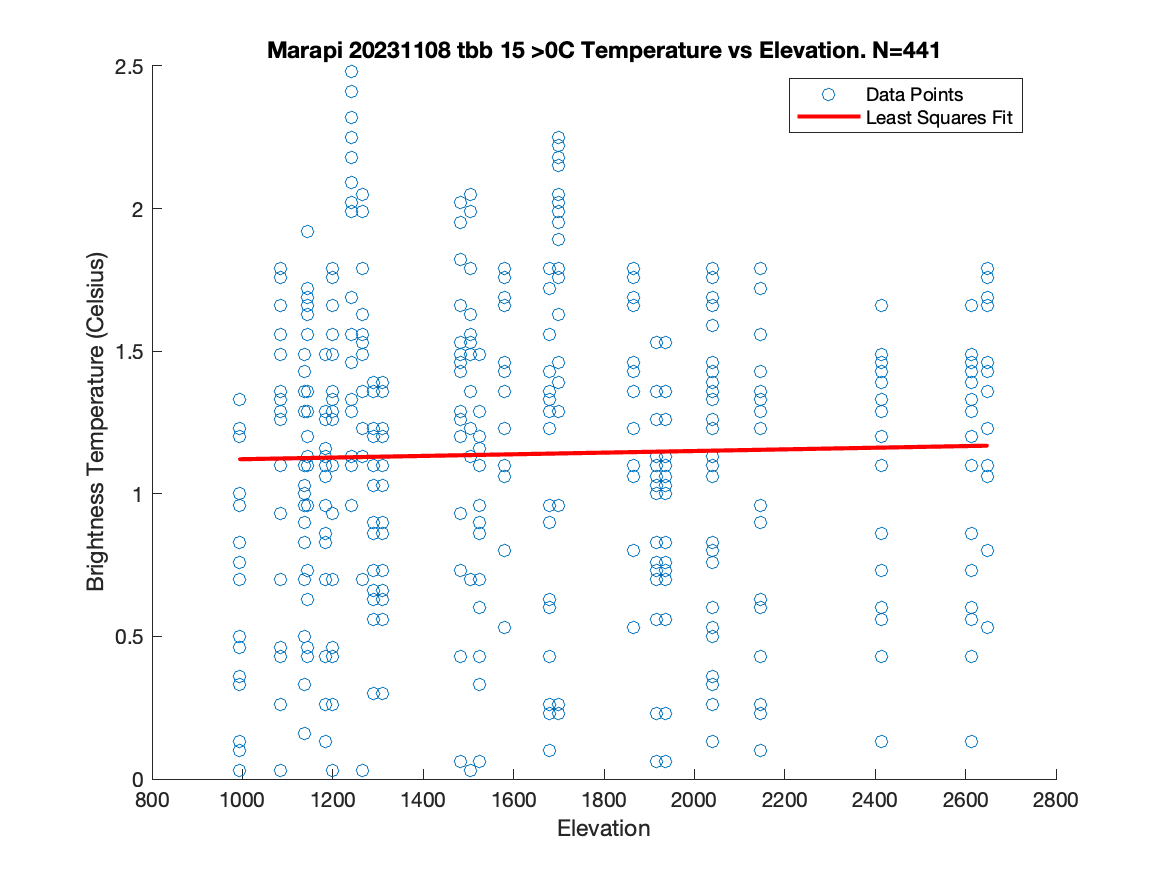 Marapi 20231108 tbb 15 >0C Temperature vs Elevation. N=441
Data Points
Least Squares Fit
2.5
2
1.5
1
0.5
0
Brightness Temperature (Celsius)
800 1000 1200 1400 1600 1800 2000 2200 2400 2600 2800
Elevation